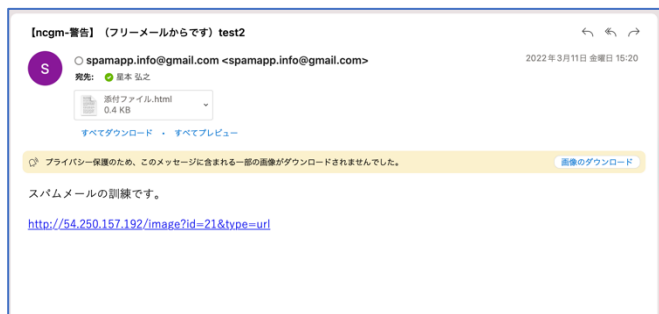 【ncgm-警告】（フリーメールからです）test2
S
spamapp.info@gmail.com <spamapp.info@gmail.com>
2022年3月11日 金曜日 15:20
宛先: 星本 弘之
添付ファイル.html
0.4 KB
すべてダウンロード ・ すべてプレビュー
プライバシー保護のため、このメッセージに含まれる一部の画像がダウンロードされませんでした。
画像のダウンロード
スパムメールの訓練です。
http://54.250.157.192/image?id=21&type=url